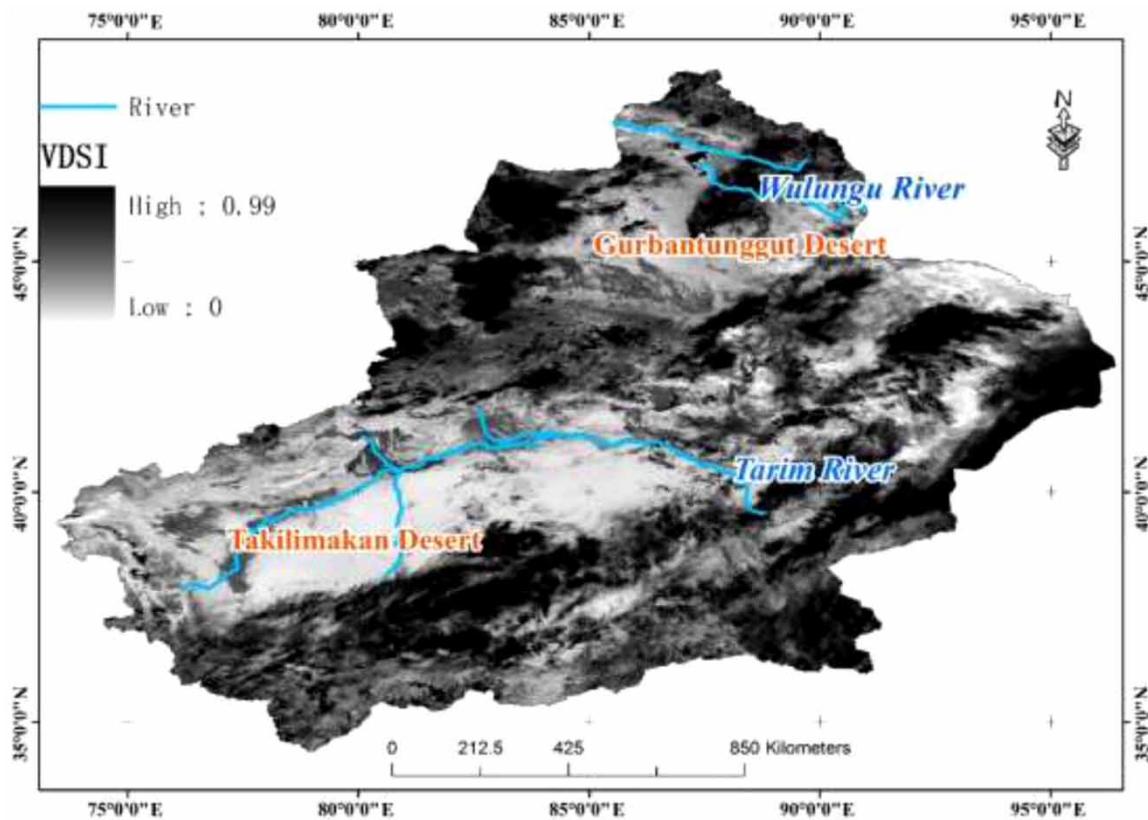 75°0'0"E 80°0'0"E 85°0'0"E 90°0'0"E 95°0'0"E
N
River
VDSI
High : 0.99
Low : 0
Wulungu River
Gurbantunggut Desert
45°0'0"N 45°0'0"N
Tarim River
40°0'0"N 40°0'0"N
Takilimakan Desert
35°0'0"N 35°0'0"N
0 212.5 425 850 Kilometers
75°0'0"E 80°0'0"E 85°0'0"E 90°0'0"E 95°0'0"E